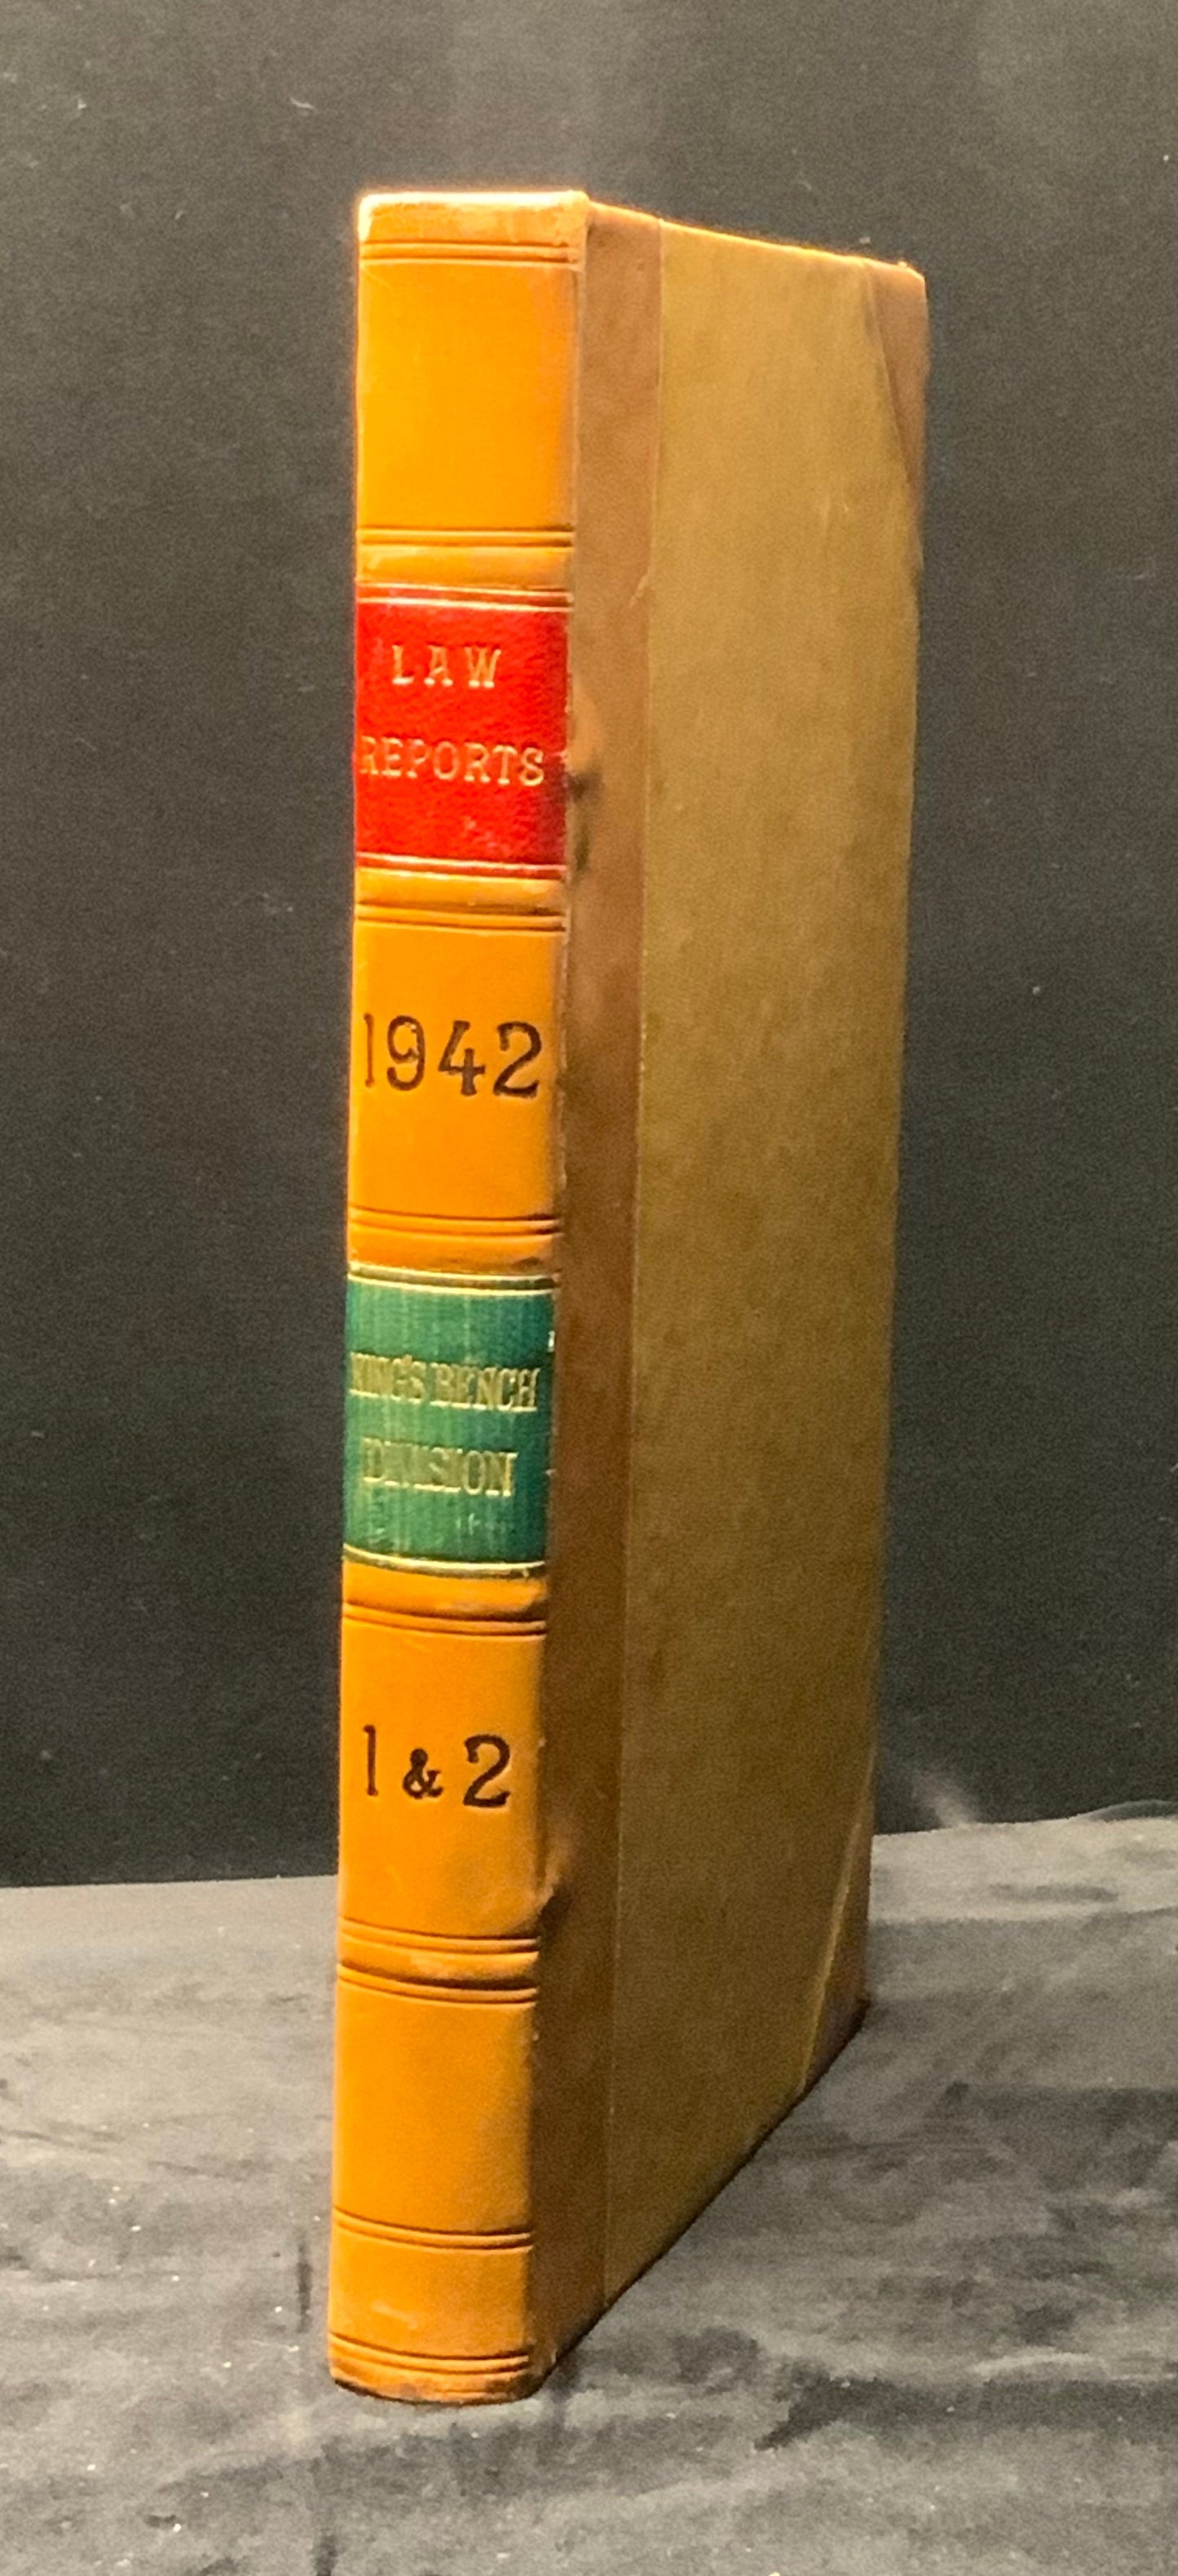 LAW
REPORTS
1942
KING'S BENCH
DIVISION
1 & 2